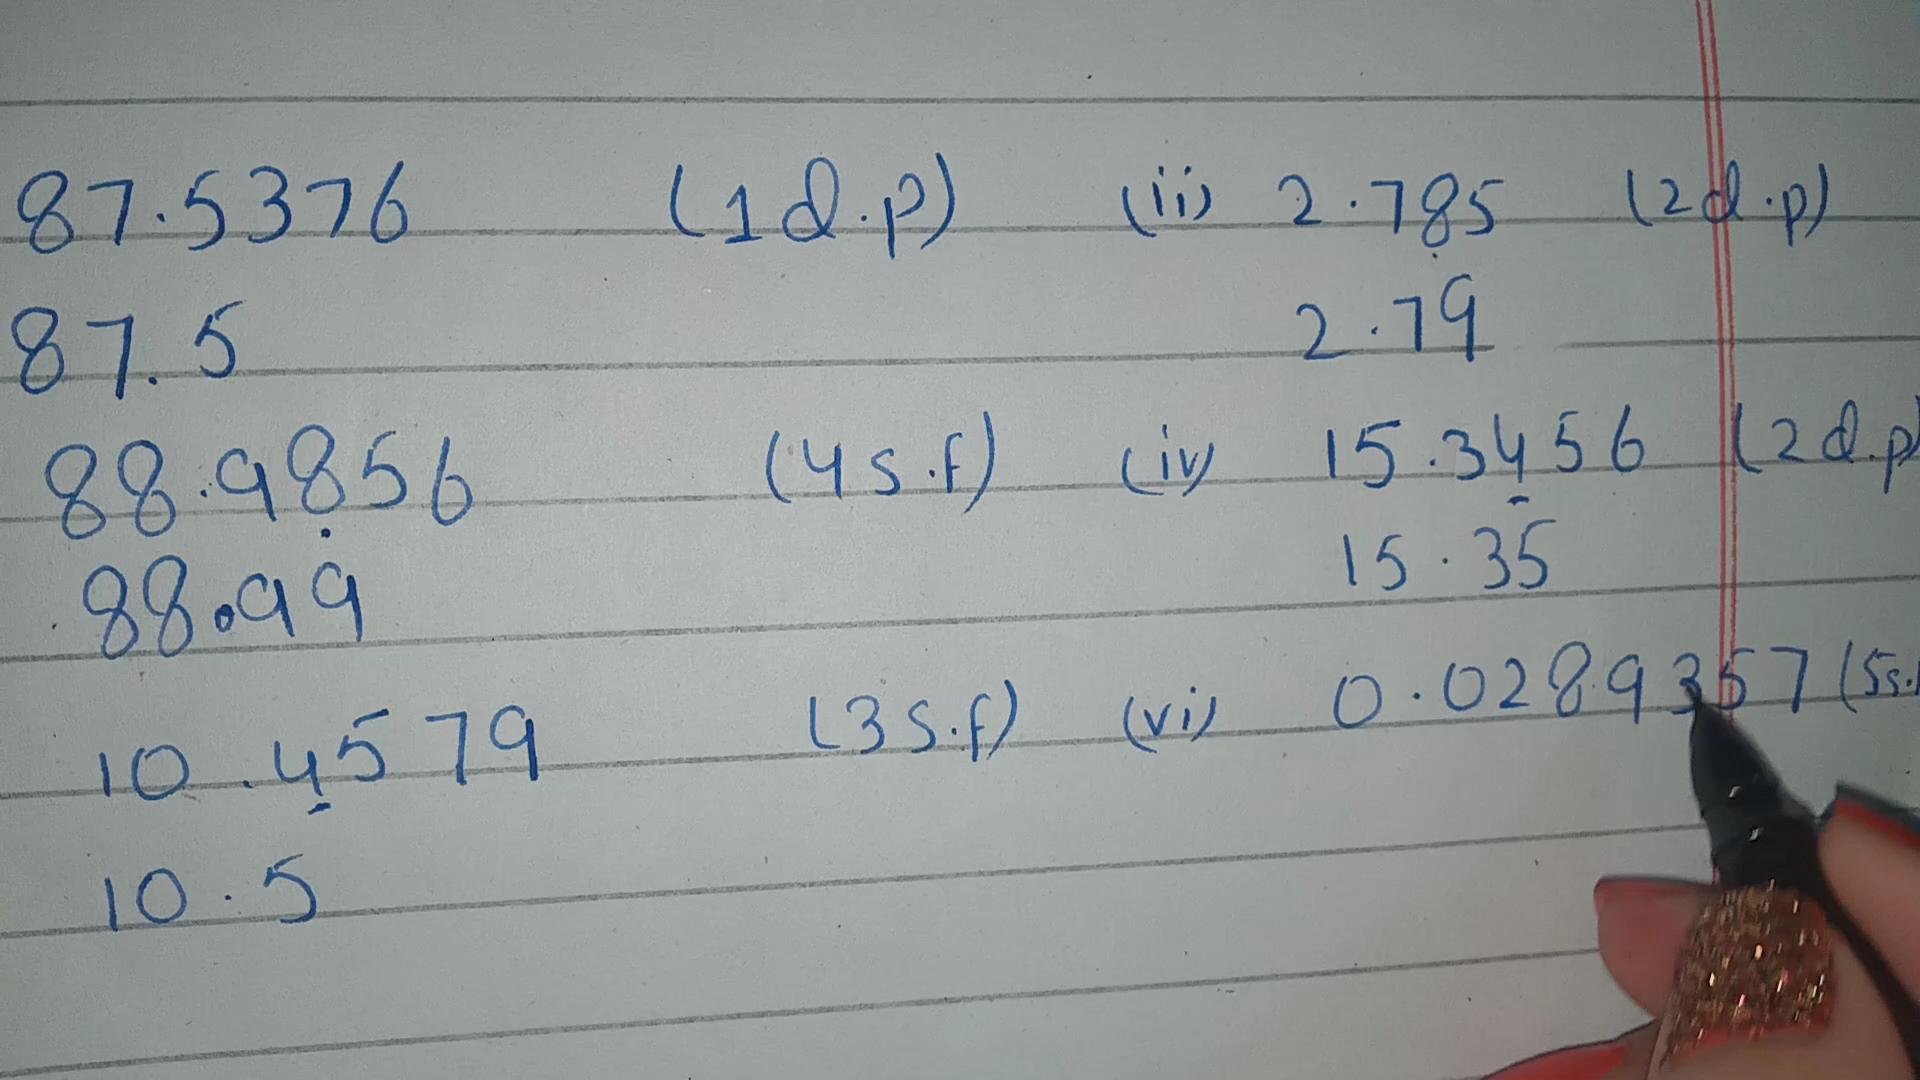 87.5376 (1d.p) (ii) 2.785 (2d.p)
87.5 2.79
88.9856 (4s.f) (iv) 15.3456 (2d.p)
88.99 15.35
10.4579 (3s.f) (vi) 0.0289357 (5s.f
10.5